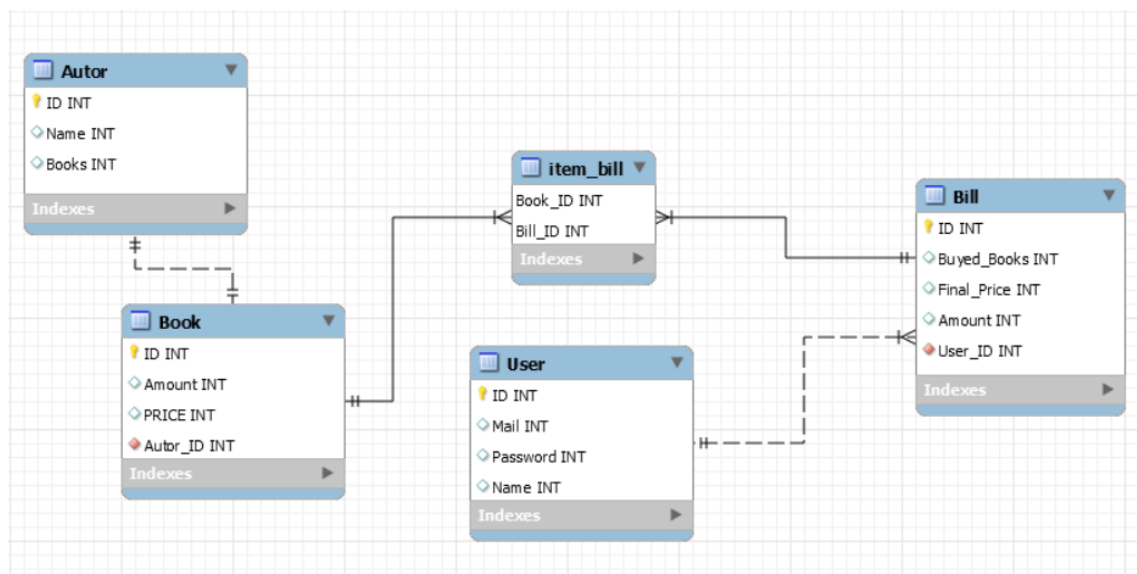 Autor
ID INT
Name INT
Books INT
Indexes
Book
ID INT
Amount INT
PRICE INT
Autor_ID INT
Indexes
item_bill
Book_ID INT
Bill_ID INT
Indexes
User
ID INT
Mail INT
Password INT
Name INT
Indexes
Bill
ID INT
Buyed_Books INT
Final_Price INT
Amount INT
User_ID INT
Indexes